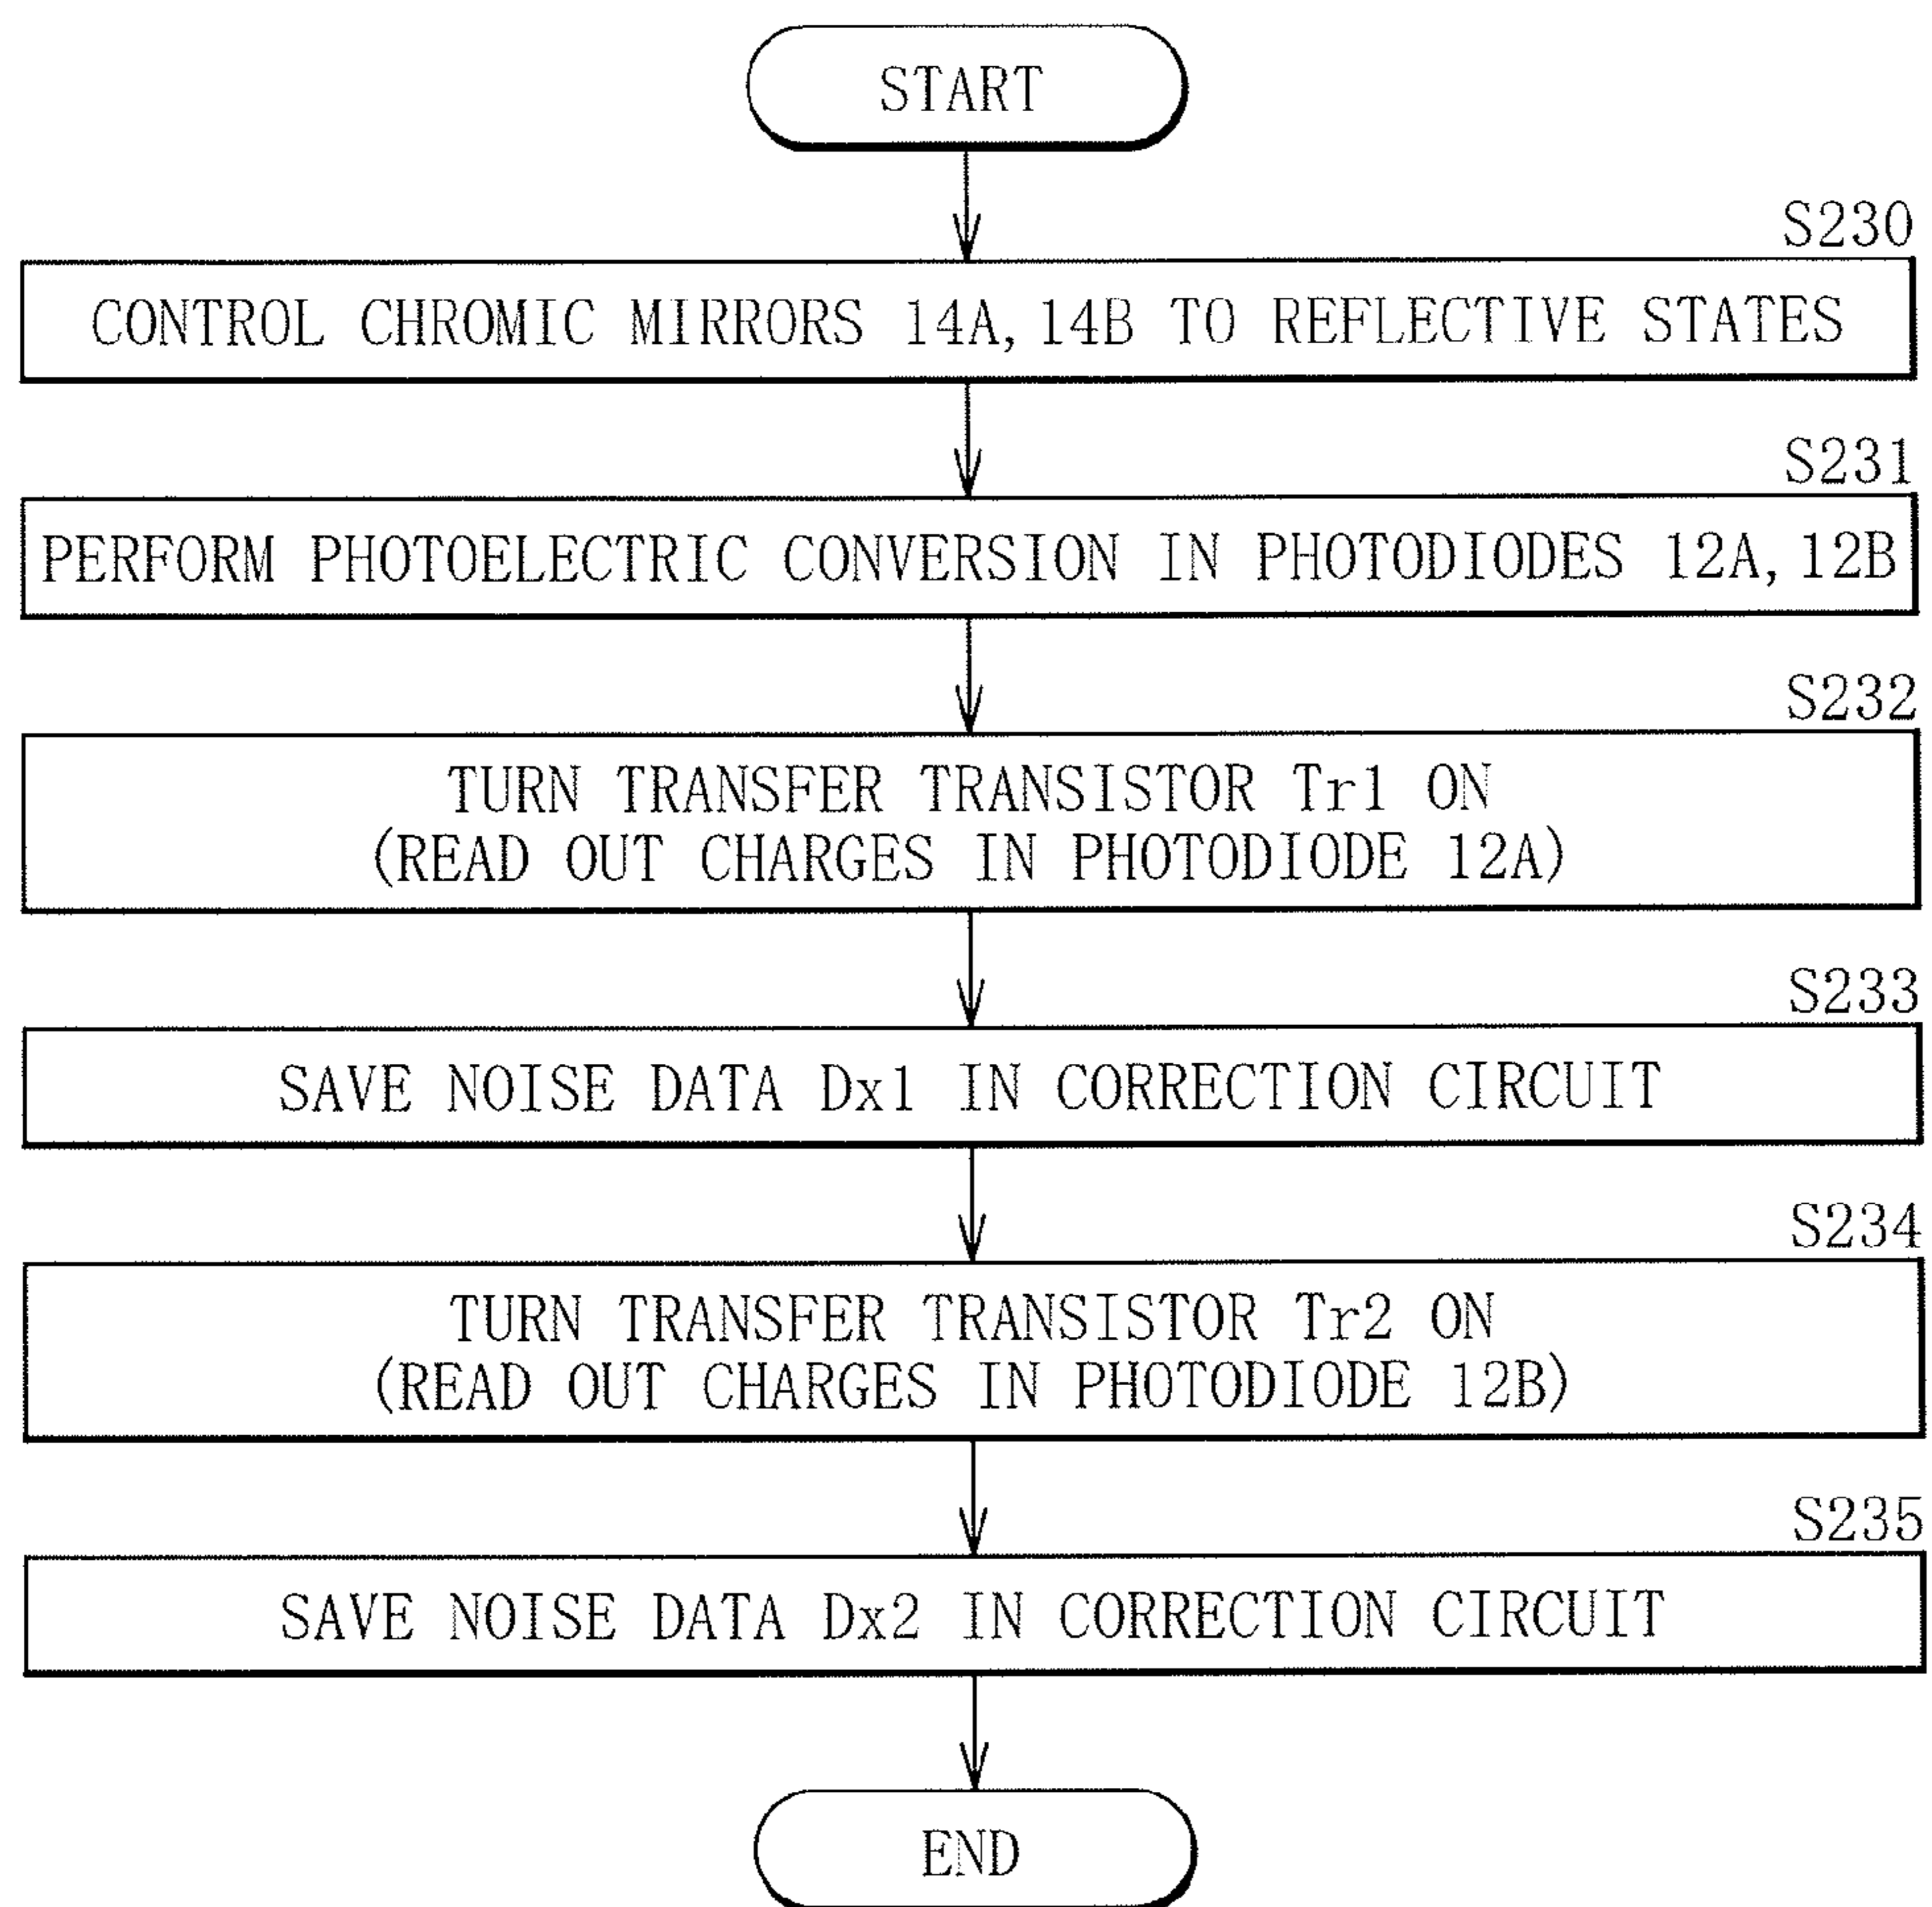 START
S230
CONTROL CHROMIC MIRRORS 14A, 14B TO REFLECTIVE STATES
S231
PERFORM PHOTOELECTRIC CONVERSION IN PHOTODIODES 12A, 12B
S232
TURN TRANSFER TRANSISTOR Tr1 ON
(READ OUT CHARGES IN PHOTODIODE 12A)
S233
SAVE NOISE DATA Dx1 IN CORRECTION CIRCUIT
S234
TURN TRANSFER TRANSISTOR Tr2 ON
(READ OUT CHARGES IN PHOTODIODE 12B)
S235
SAVE NOISE DATA Dx2 IN CORRECTION CIRCUIT
END